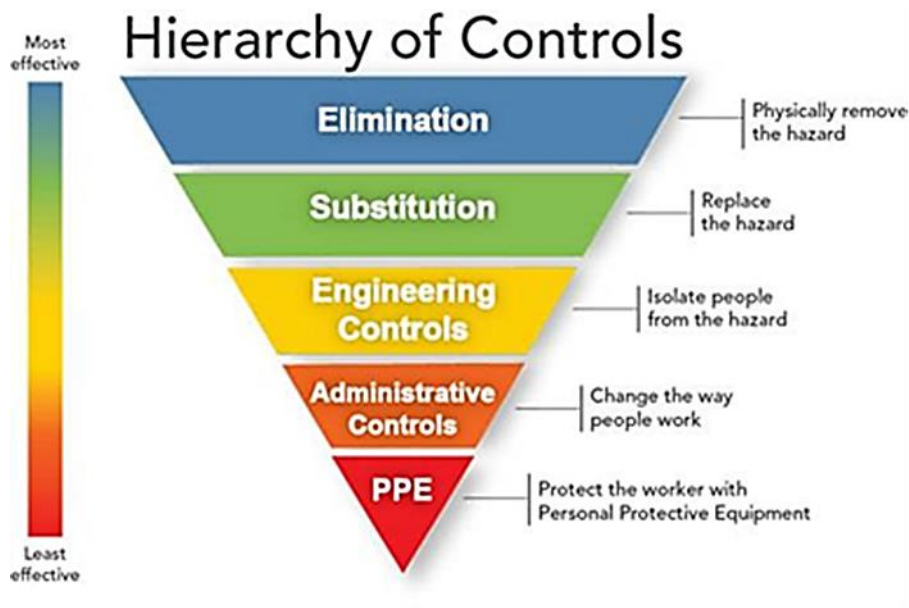 Hierarchy of Controls
Most
effective
Elimination
Physically remove
the hazard
Substitution
Replace
the hazard
Engineering
Controls
Isolate people
from the hazard
Administrative
Controls
Change the way
people work
PPE
Protect the worker with
Personal Protective Equipment
Least
effective